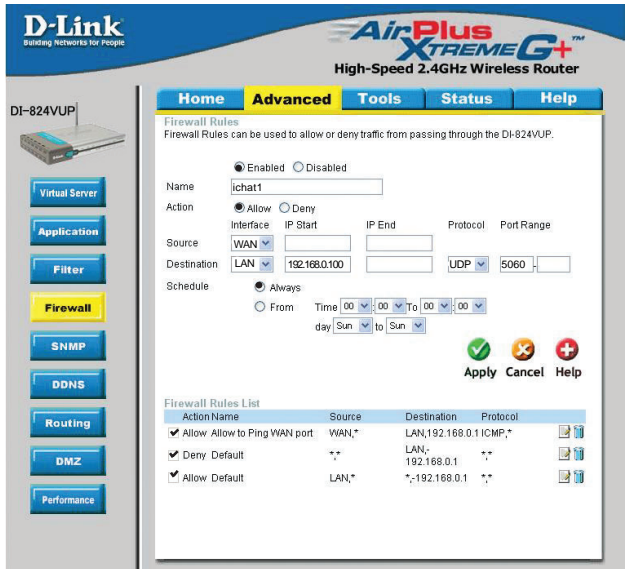 D-Link
Building Networks for People
AirPlus
XTREME G+™
High-Speed 2.4GHz Wireless Router
DI-824VUP
Home Advanced Tools Status Help
Virtual Server
Application
Filter
Firewall
SNMP
DDNS
Routing
DMZ
Performance
Firewall Rules
Firewall Rules can be used to allow or deny traffic from passing through the DI-824VUP.
Enabled Disabled
Name ichat1
Action Allow Deny
Interface IP Start IP End Protocol Port Range
Source WAN
Destination LAN 192.168.0.100 UDP 5060 -
Schedule Always
From Time 00 : 00 To 00 : 00
day Sun to Sun
Apply Cancel Help
Firewall Rules List
Action Name Source Destination Protocol
Allow Allow to Ping WAN port WAN,* LAN,192.168.0.1 ICMP,*
Deny Default *,* LAN,-
192.168.0.1 *,*
Allow Default LAN,* *,-192.168.0.1 *,*